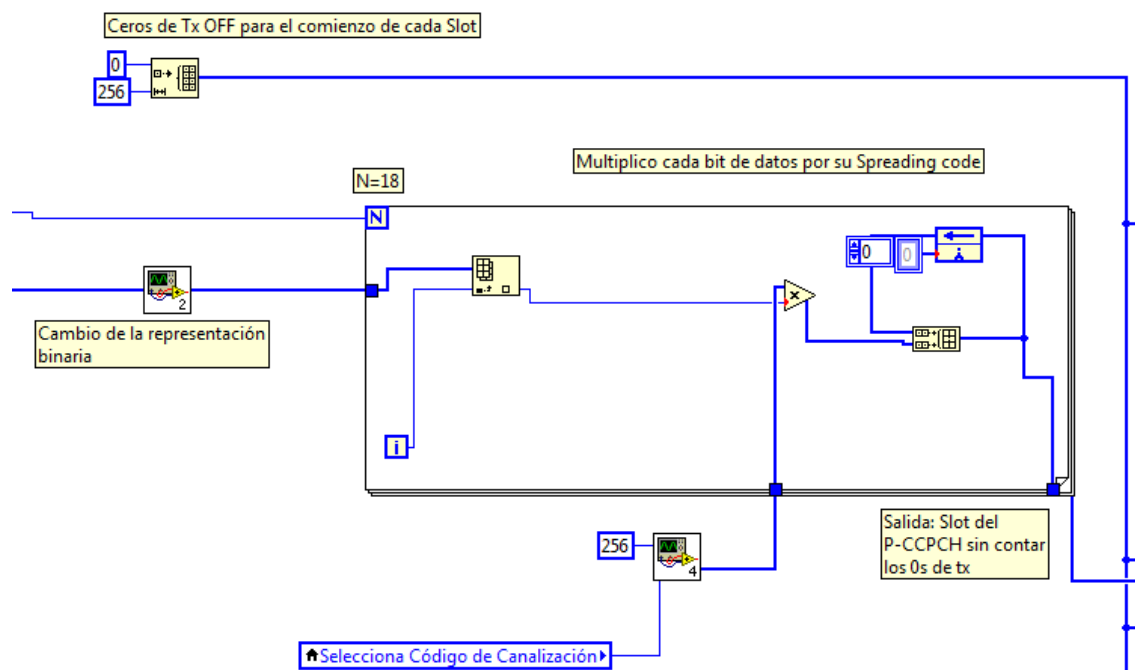 Ceros de Tx OFF para el comienzo de cada Slot
0
256
Multiplico cada bit de datos por su Spreading code
N=18
N
0
0
2
Cambio de la representación
binaria
i
Salida: Slot del
P-CCPCH sin contar
los 0s de tx
256
4
Selecciona Código de Canalización